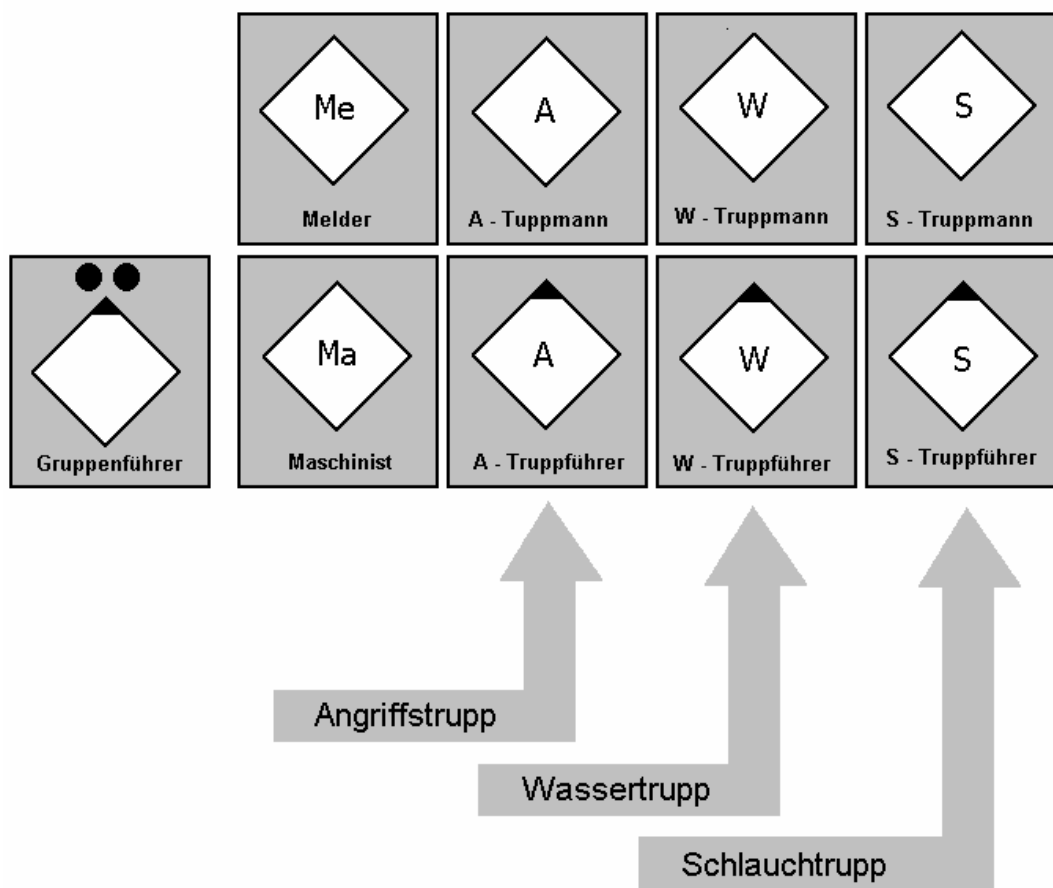 Me
A
W
S
Melder
A - Tuppmann
W - Truppmann
S - Truppmann
Ma
A
W
S
Gruppenführer
Maschinist
A - Truppführer
W - Truppführer
S - Truppführer
Angriffstrupp
Wassertrupp
Schlauchtrupp